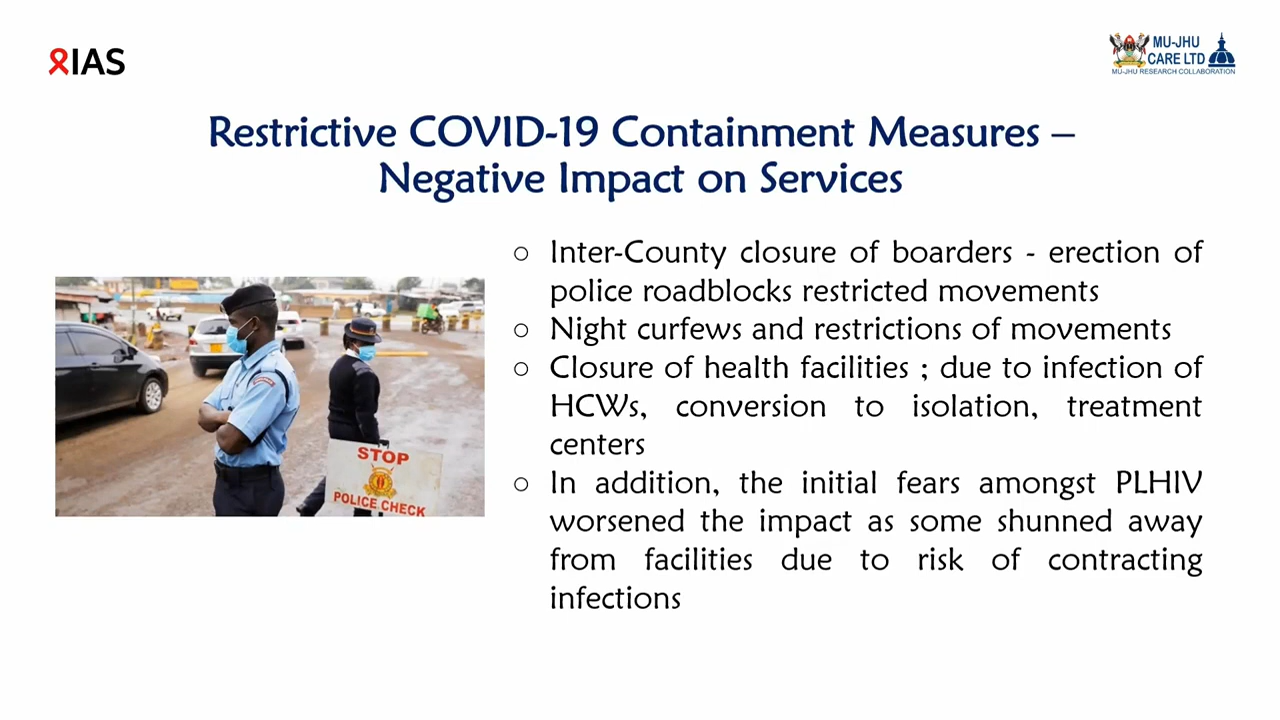 IAS
MU-JHU
CARE LTD
MU-JHU RESEARCH COLLABORATION
Restrictive COVID-19 Containment Measures –
Negative Impact on Services
○ Inter-County closure of boarders - erection of
police roadblocks restricted movements
○ Night curfews and restrictions of movements
○ Closure of health facilities ; due to infection of
HCWs, conversion to isolation, treatment
centers
○ In addition, the initial fears amongst PLHIV
worsened the impact as some shunned away
from facilities due to risk of contracting
infections
STOP
POLICE CHECK